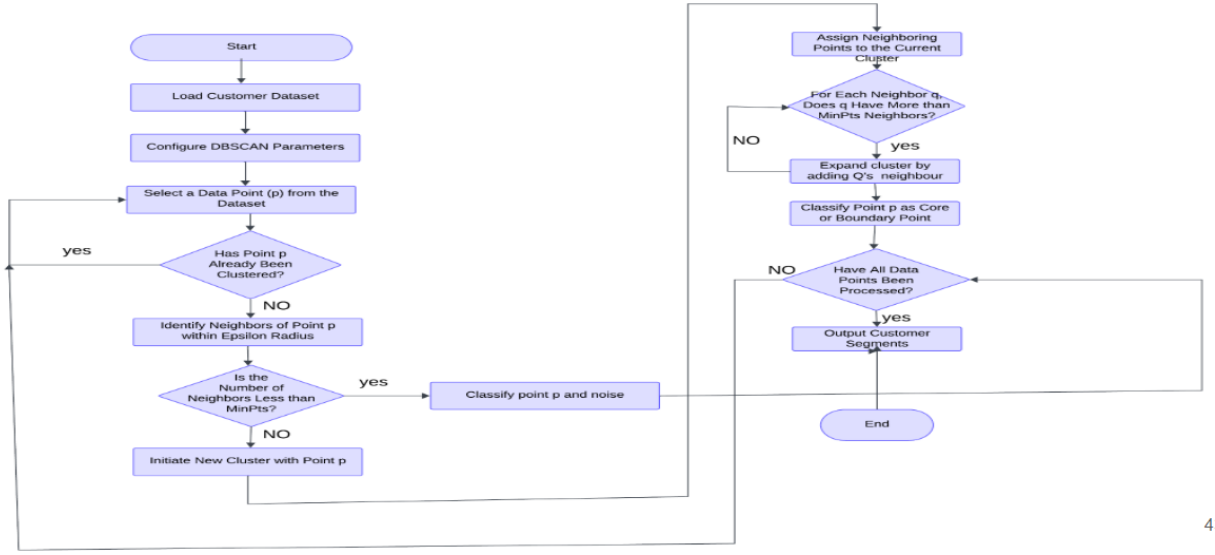 Start
Load Customer Dataset
Configure DBSCAN Parameters
Select a Data Point (p) from the
Dataset
yes
Has Point p
Already Been
Clustered?
NO
Identify Neighbors of Point p
within Epsilon Radius
Is the
Number of
Neighbors Less than
MinPts?
yes
Classify point p and noise
NO
Initiate New Cluster with Point p
Assign Neighboring
Points to the Current
Cluster
For Each Neighbor q,
Does q Have More than
MinPts Neighbors?
NO
yes
Expand cluster by
adding Q's neighbour
Classify Point p as Core
or Boundary Point
NO
Have All Data
Points Been
Processed?
yes
Output Customer
Segments
End
4